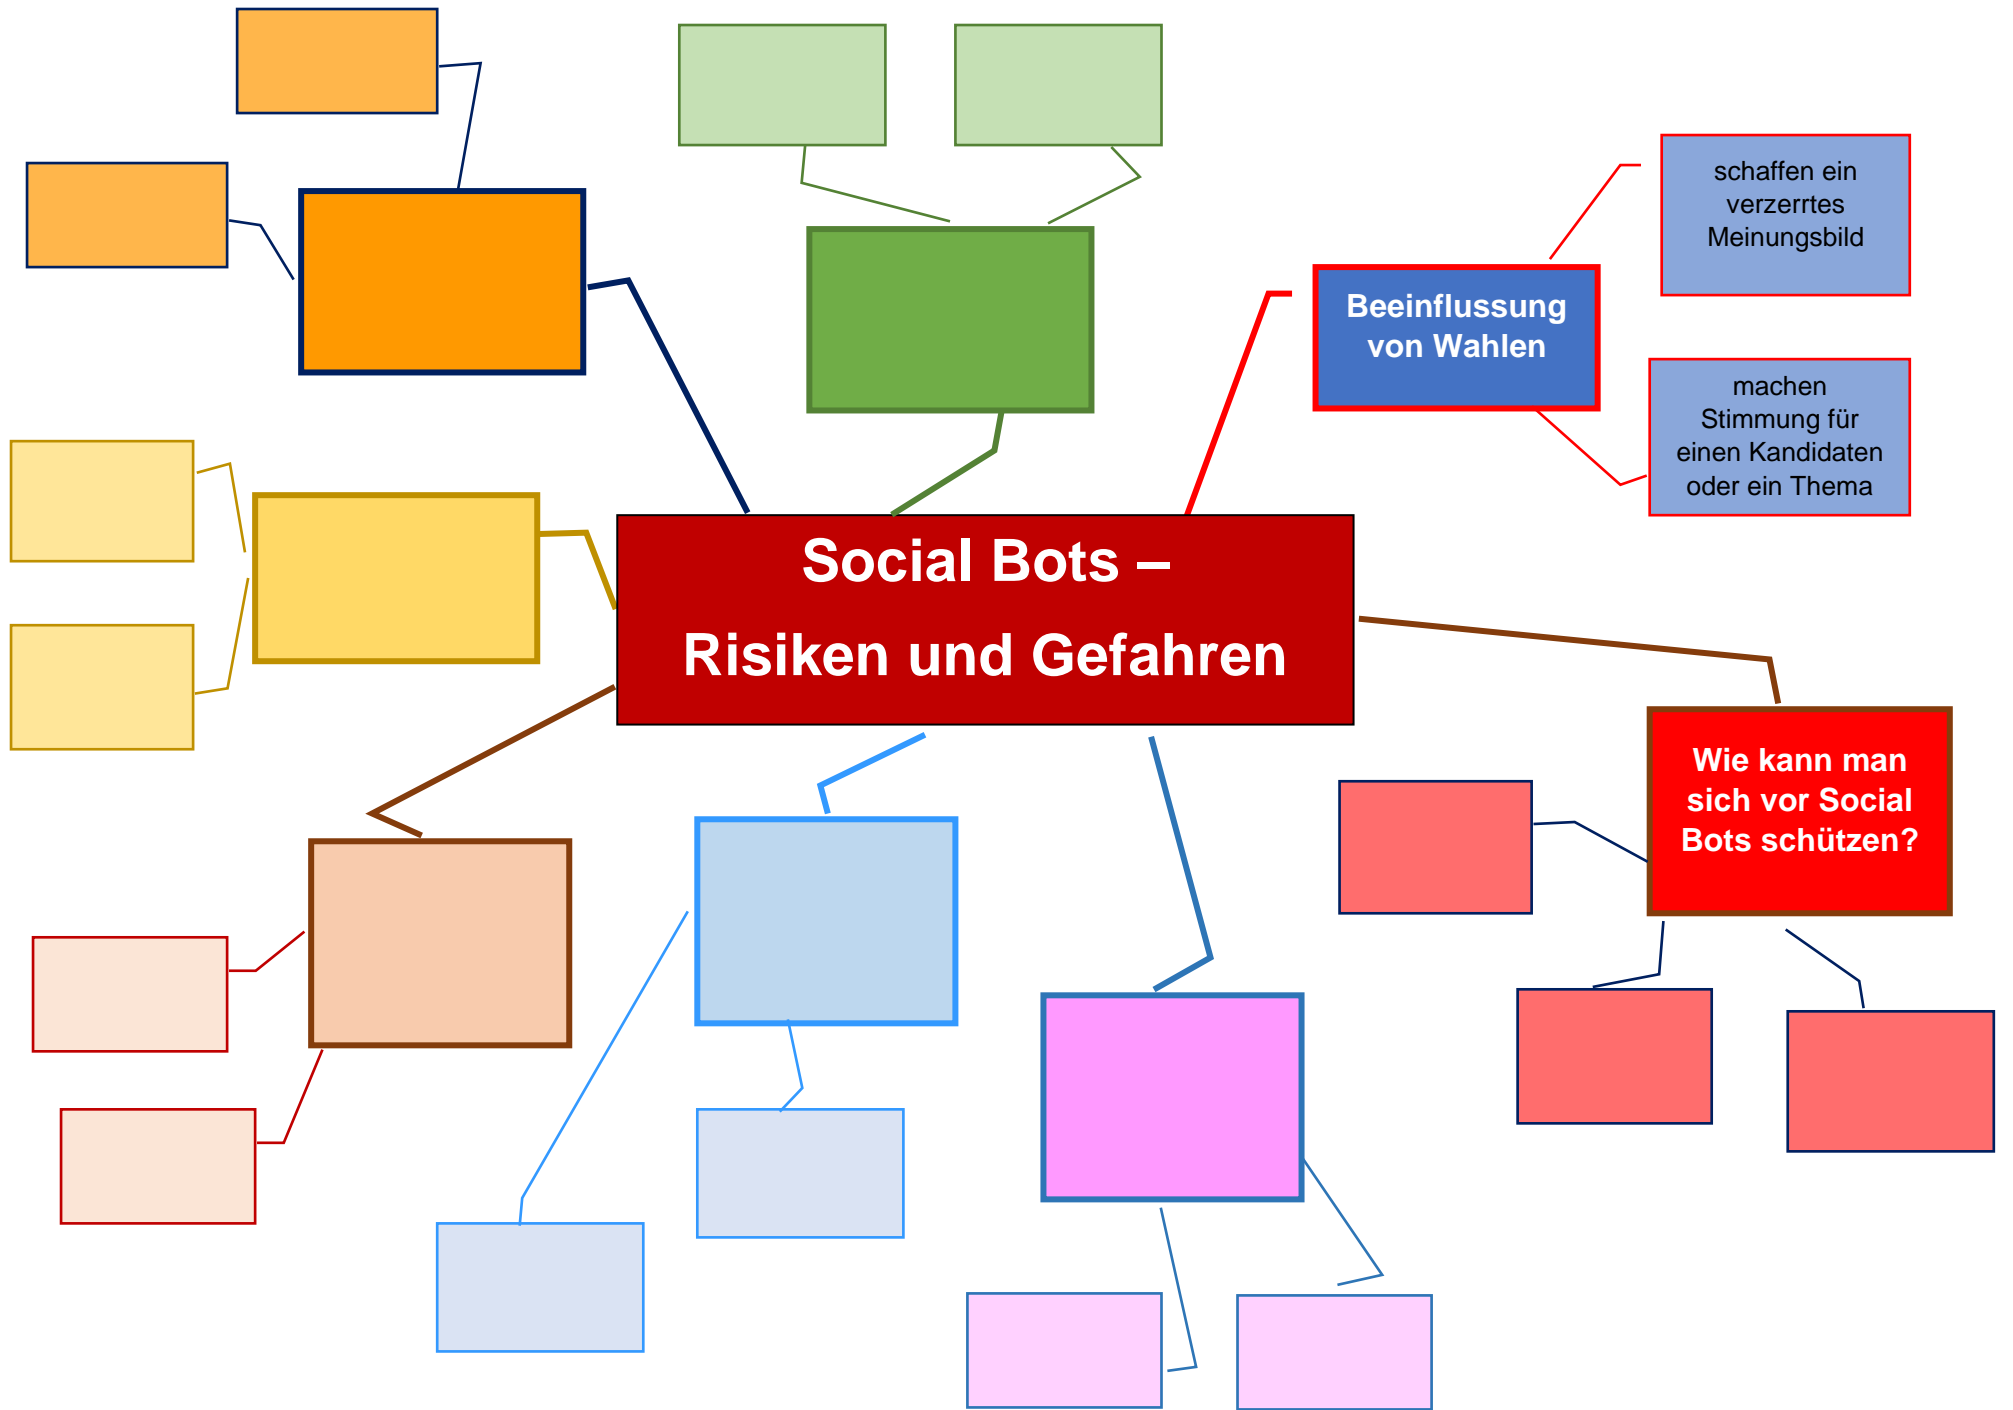 schaffen ein
verzerrtes
Meinungsbild
Beeinflussung
von Wahlen
machen
Stimmung für
einen Kandidaten
oder ein Thema
Social Bots –
Risiken und Gefahren
Wie kann man
sich vor Social
Bots schützen?